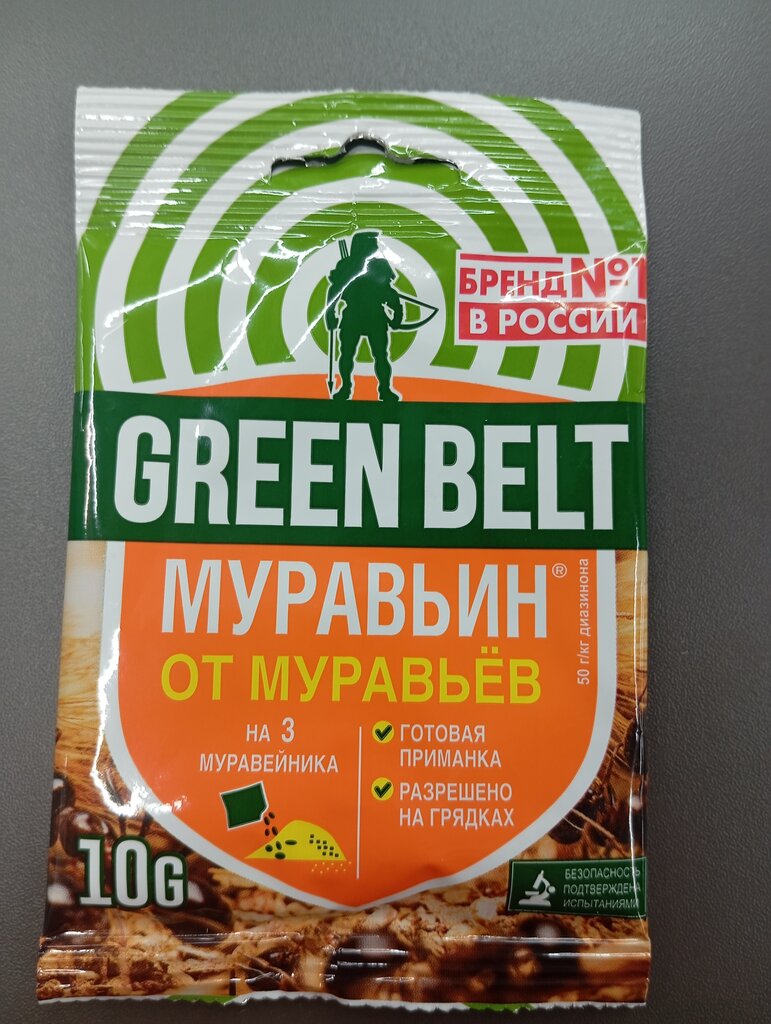 БРЕНД №1
В РОССИИ
GREEN BELT
МУРАВЬИН®
ОТ МУРАВЬЁВ
50 г/кг диазинона
НА 3
МУРАВЕЙНИКА
ГОТОВАЯ
ПРИМАНКА
РАЗРЕШЕНО
НА ГРЯДКАХ
10G
БЕЗОПАСНОСТЬ
ПОДТВЕРЖДЕНА
ИСПЫТАНИЯМИ